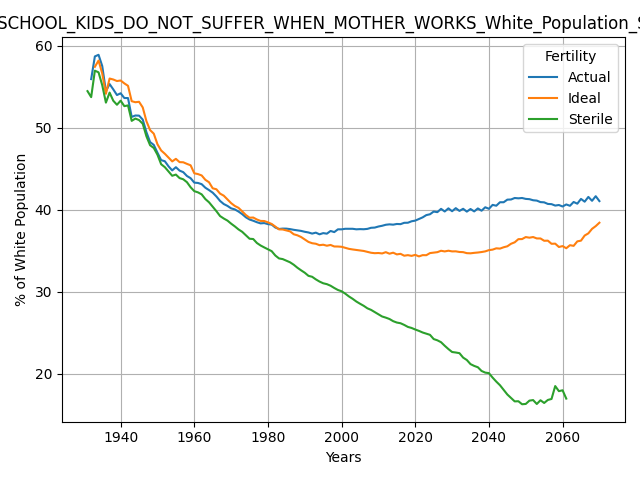 SCHOOL_KIDS_DO_NOT_SUFFER_WHEN_MOTHER_WORKS_White_Population_S
60
50
40
30
20
% of White Population
Fertility
Actual
Ideal
Sterile
1940
1960
1980
2000
2020
2040
2060
Years